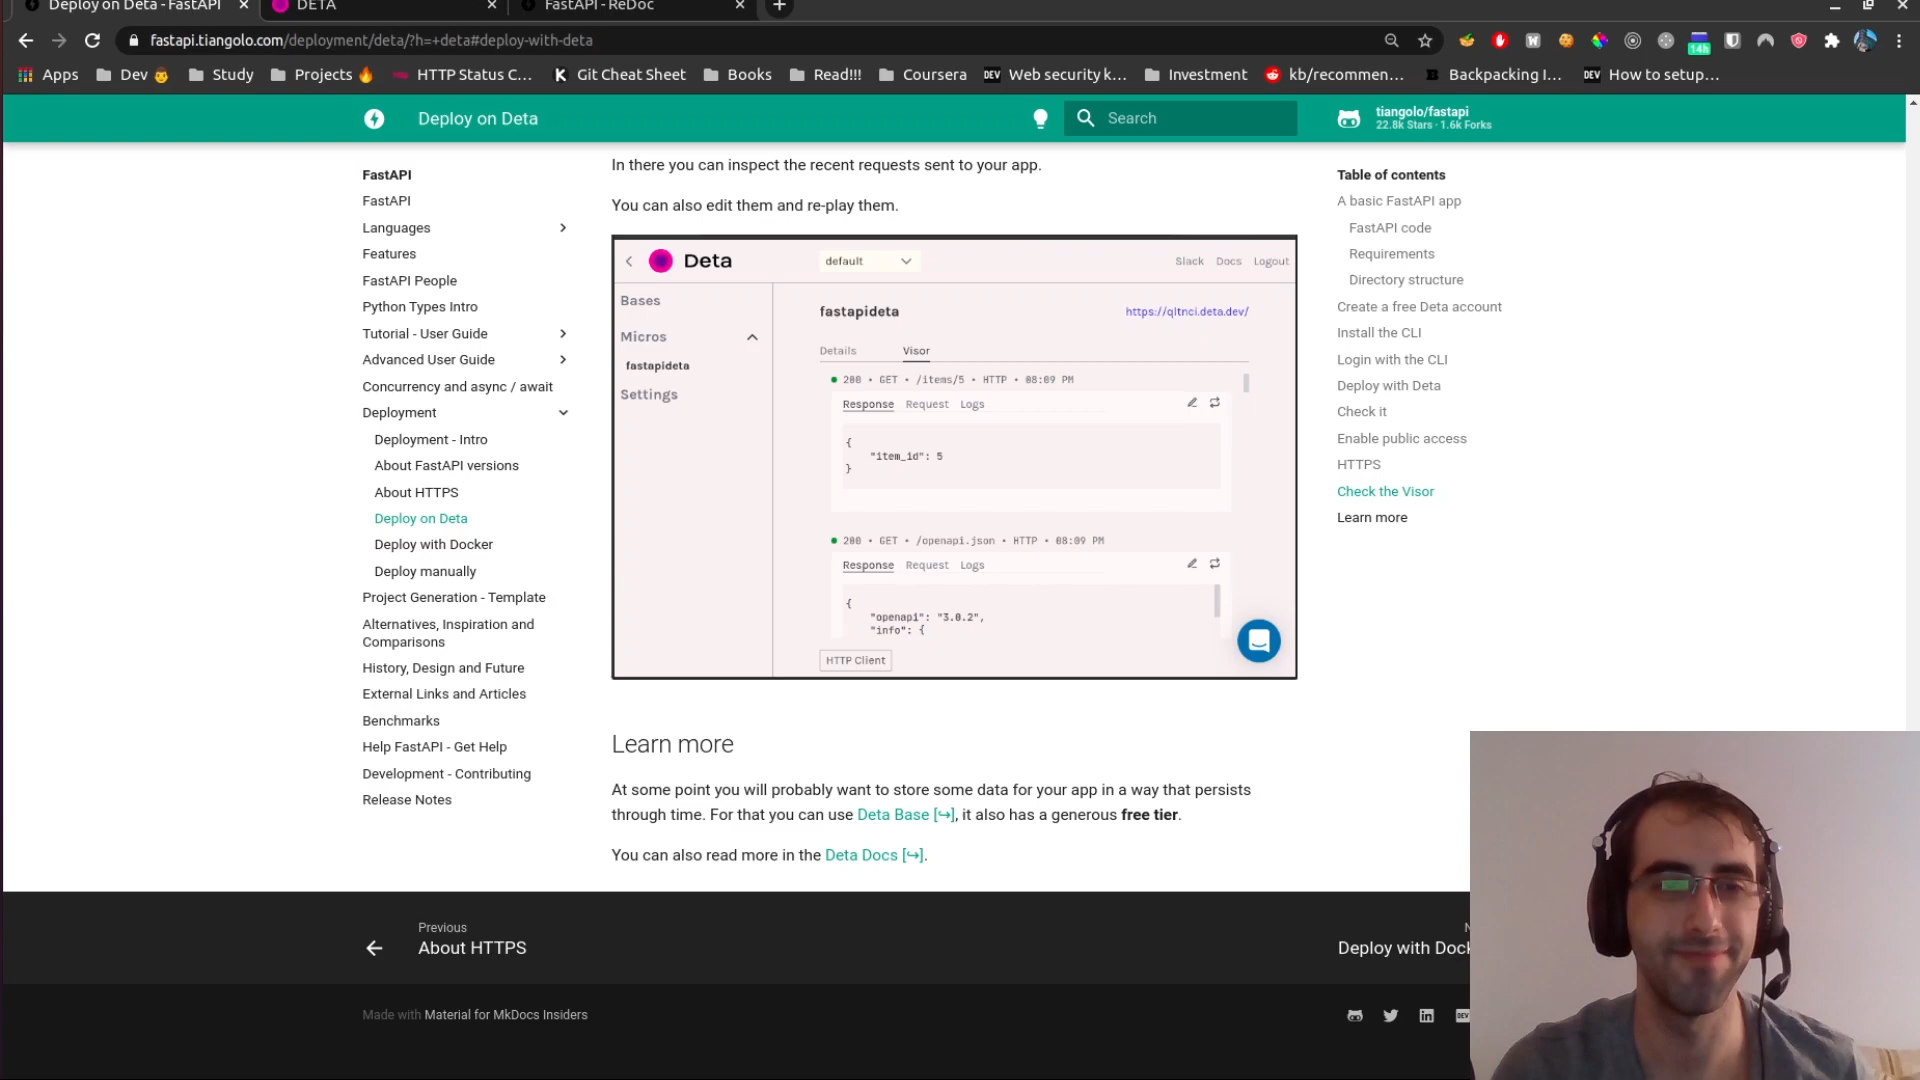 Deploy on Deta - FastAPI
DETA
FastAPI - ReDoc
fastapi.tiangolo.com/deployment/deta/?h=+deta#deploy-with-deta
14h
Apps
Dev
Study
Projects
HTTP Status C...
Git Cheat Sheet
Books
Read!!!
Coursera
DEV Web security k...
Investment
kb/recommen...
Backpacking I...
DEV How to setup...
Deploy on Deta
Search
tiangolo/fastapi
22.8k Stars · 1.6k Forks
FastAPI
FastAPI
Languages
Features
FastAPI People
Python Types Intro
Tutorial - User Guide
Advanced User Guide
Concurrency and async / await
Deployment
Deployment - Intro
About FastAPI versions
About HTTPS
Deploy on Deta
Deploy with Docker
Deploy manually
Project Generation - Template
Alternatives, Inspiration and
Comparisons
History, Design and Future
External Links and Articles
Benchmarks
Help FastAPI - Get Help
Development - Contributing
Release Notes
In there you can inspect the recent requests sent to your app.
You can also edit them and re-play them.
Deta
default
Slack Docs Logout
Bases
Micros
fastapideta
Settings
fastapideta
https://qltnci.deta.dev/
Details Visor
200 • GET • /items/5 • HTTP • 08:09 PM
Response Request Logs
{
"item_id": 5
}
200 • GET • /openapi.json • HTTP • 08:09 PM
Response Request Logs
{
"openapi": "3.0.2",
"info": {
HTTP Client
Learn more
At some point you will probably want to store some data for your app in a way that persists
through time. For that you can use Deta Base [↪], it also has a generous free tier.
You can also read more in the Deta Docs [↪].
Table of contents
A basic FastAPI app
FastAPI code
Requirements
Directory structure
Create a free Deta account
Install the CLI
Login with the CLI
Deploy with Deta
Check it
Enable public access
HTTPS
Check the Visor
Learn more
Previous
About HTTPS
Deploy with Dock
Made with Material for MkDocs Insiders
DEV